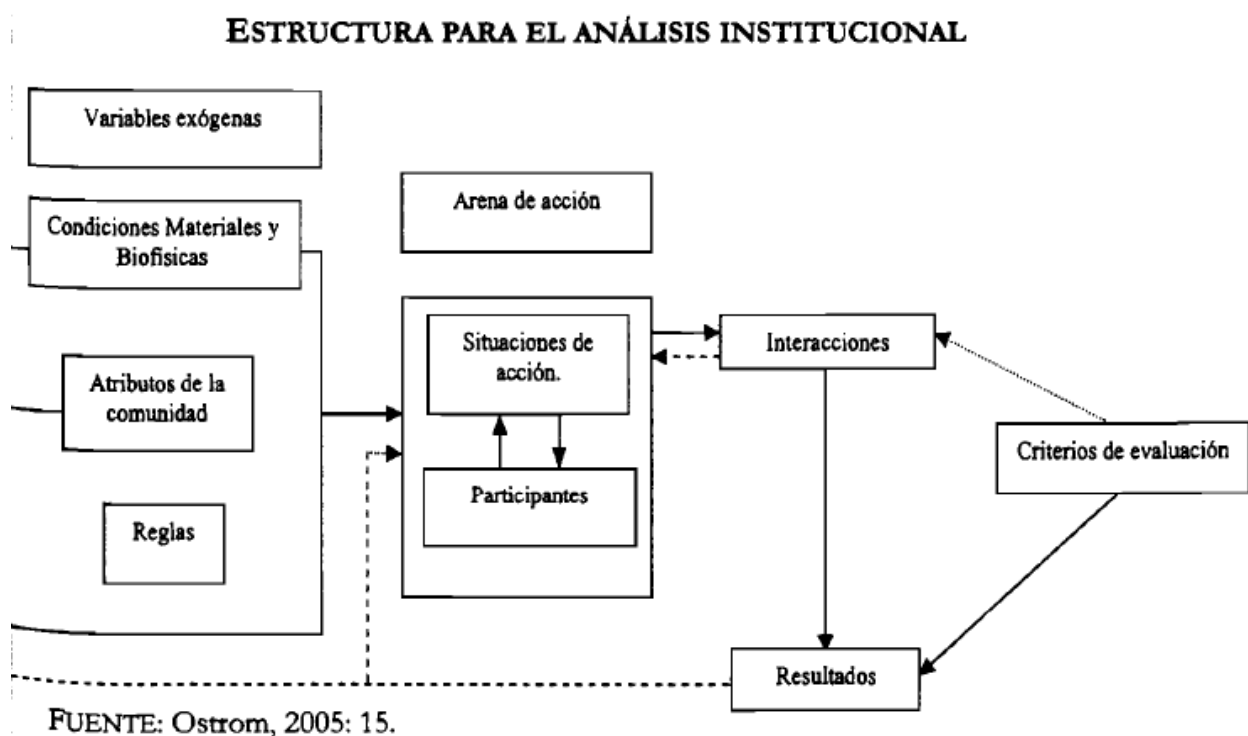 ESTRUCTURA PARA EL ANÁLISIS INSTITUCIONAL
Variables exógenas
Condiciones Materiales y
Biofísicas
Atributos de la
comunidad
Reglas
Arena de acción
Situaciones de
acción.
Participantes
Interacciones
Criterios de evaluación
Resultados
FUENTE: Ostrom, 2005: 15.